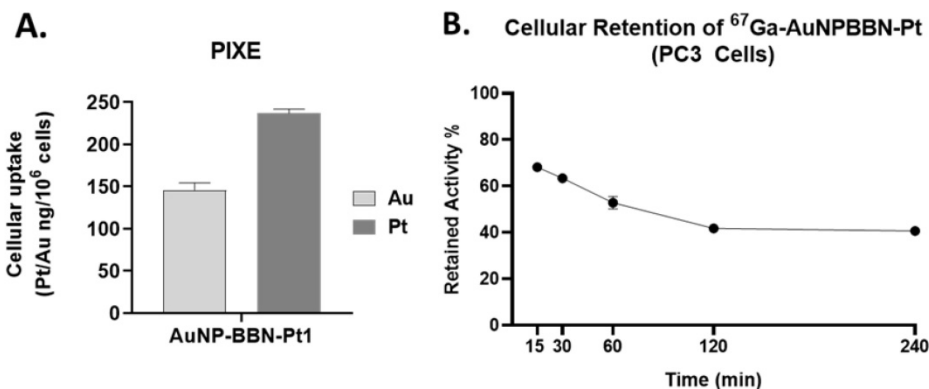 A.
PIXE
Cellular uptake
(Pt/Au ng/10⁶ cells)
250
200
150
100
50
0
AuNP-BBN-Pt1
Au
Pt
B.
Cellular Retention of ⁶⁷Ga-AuNPBBN-Pt
(PC3 Cells)
Retained Activity %
100
80
60
40
20
0
15 30 60 120 240
Time (min)